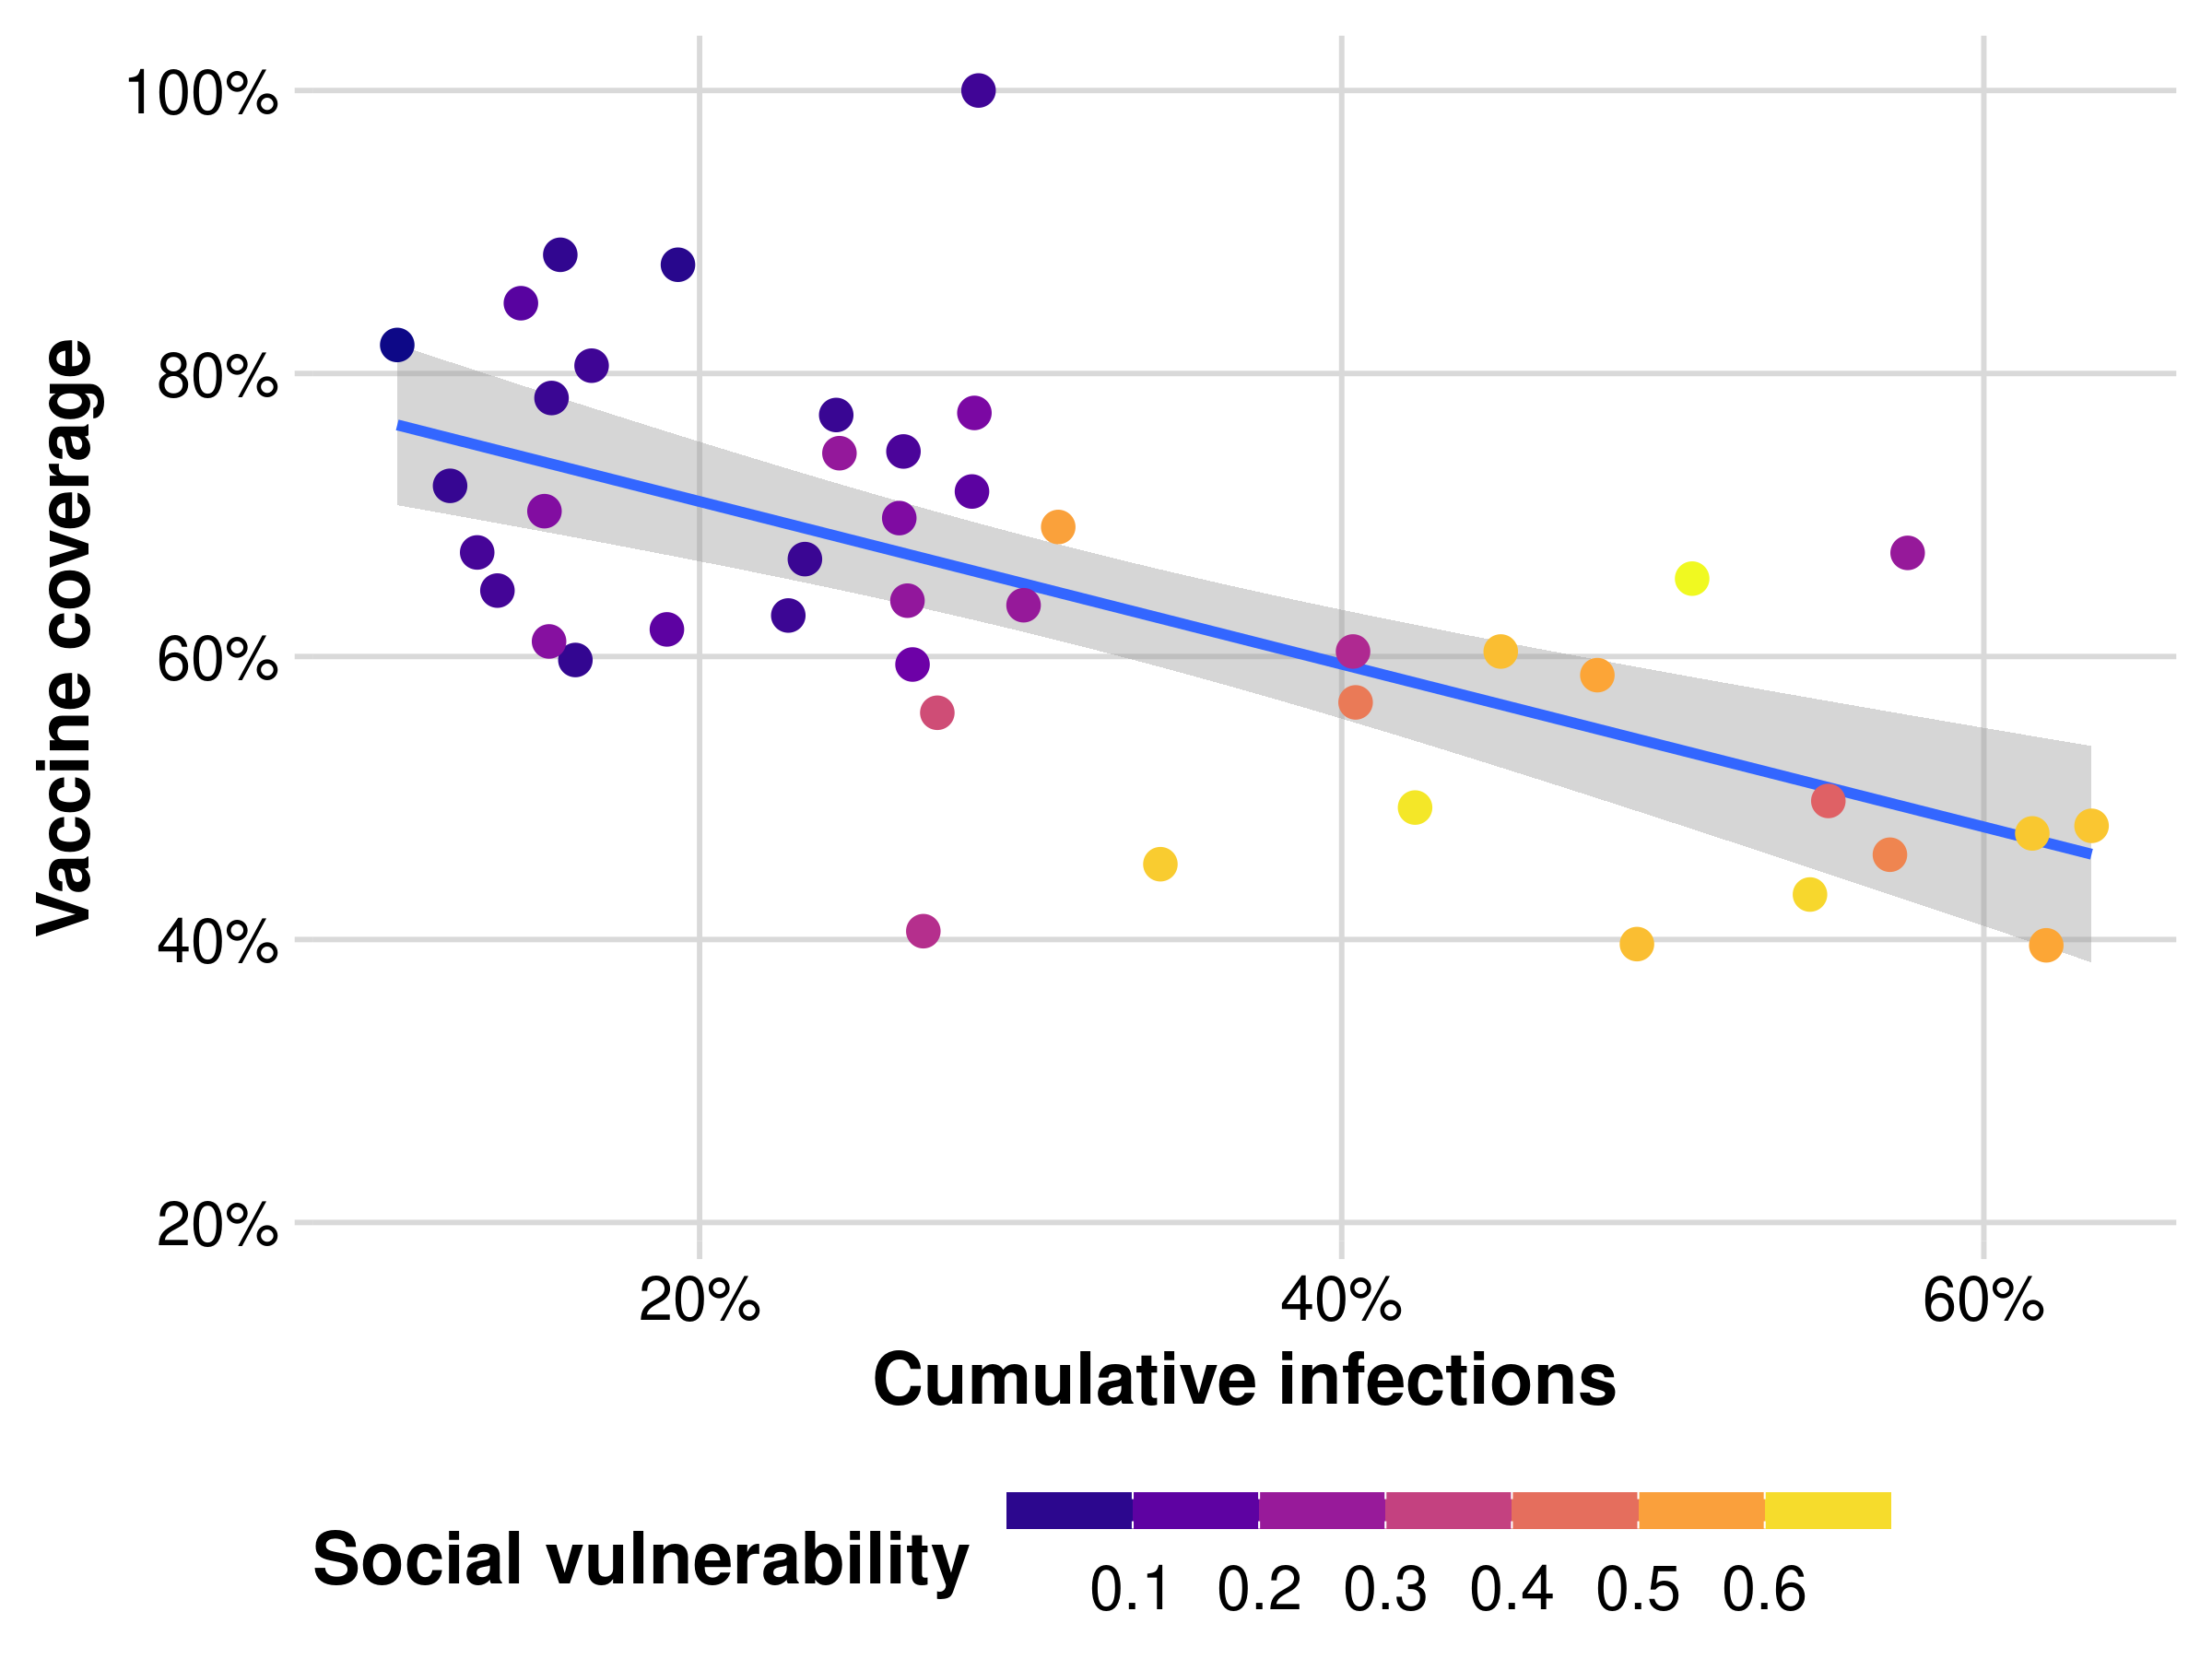 100%
80%
60%
40%
20%
Vaccine coverage
20% 40% 60%
Cumulative infections
Social vulnerability
0.1 0.2 0.3 0.4 0.5 0.6